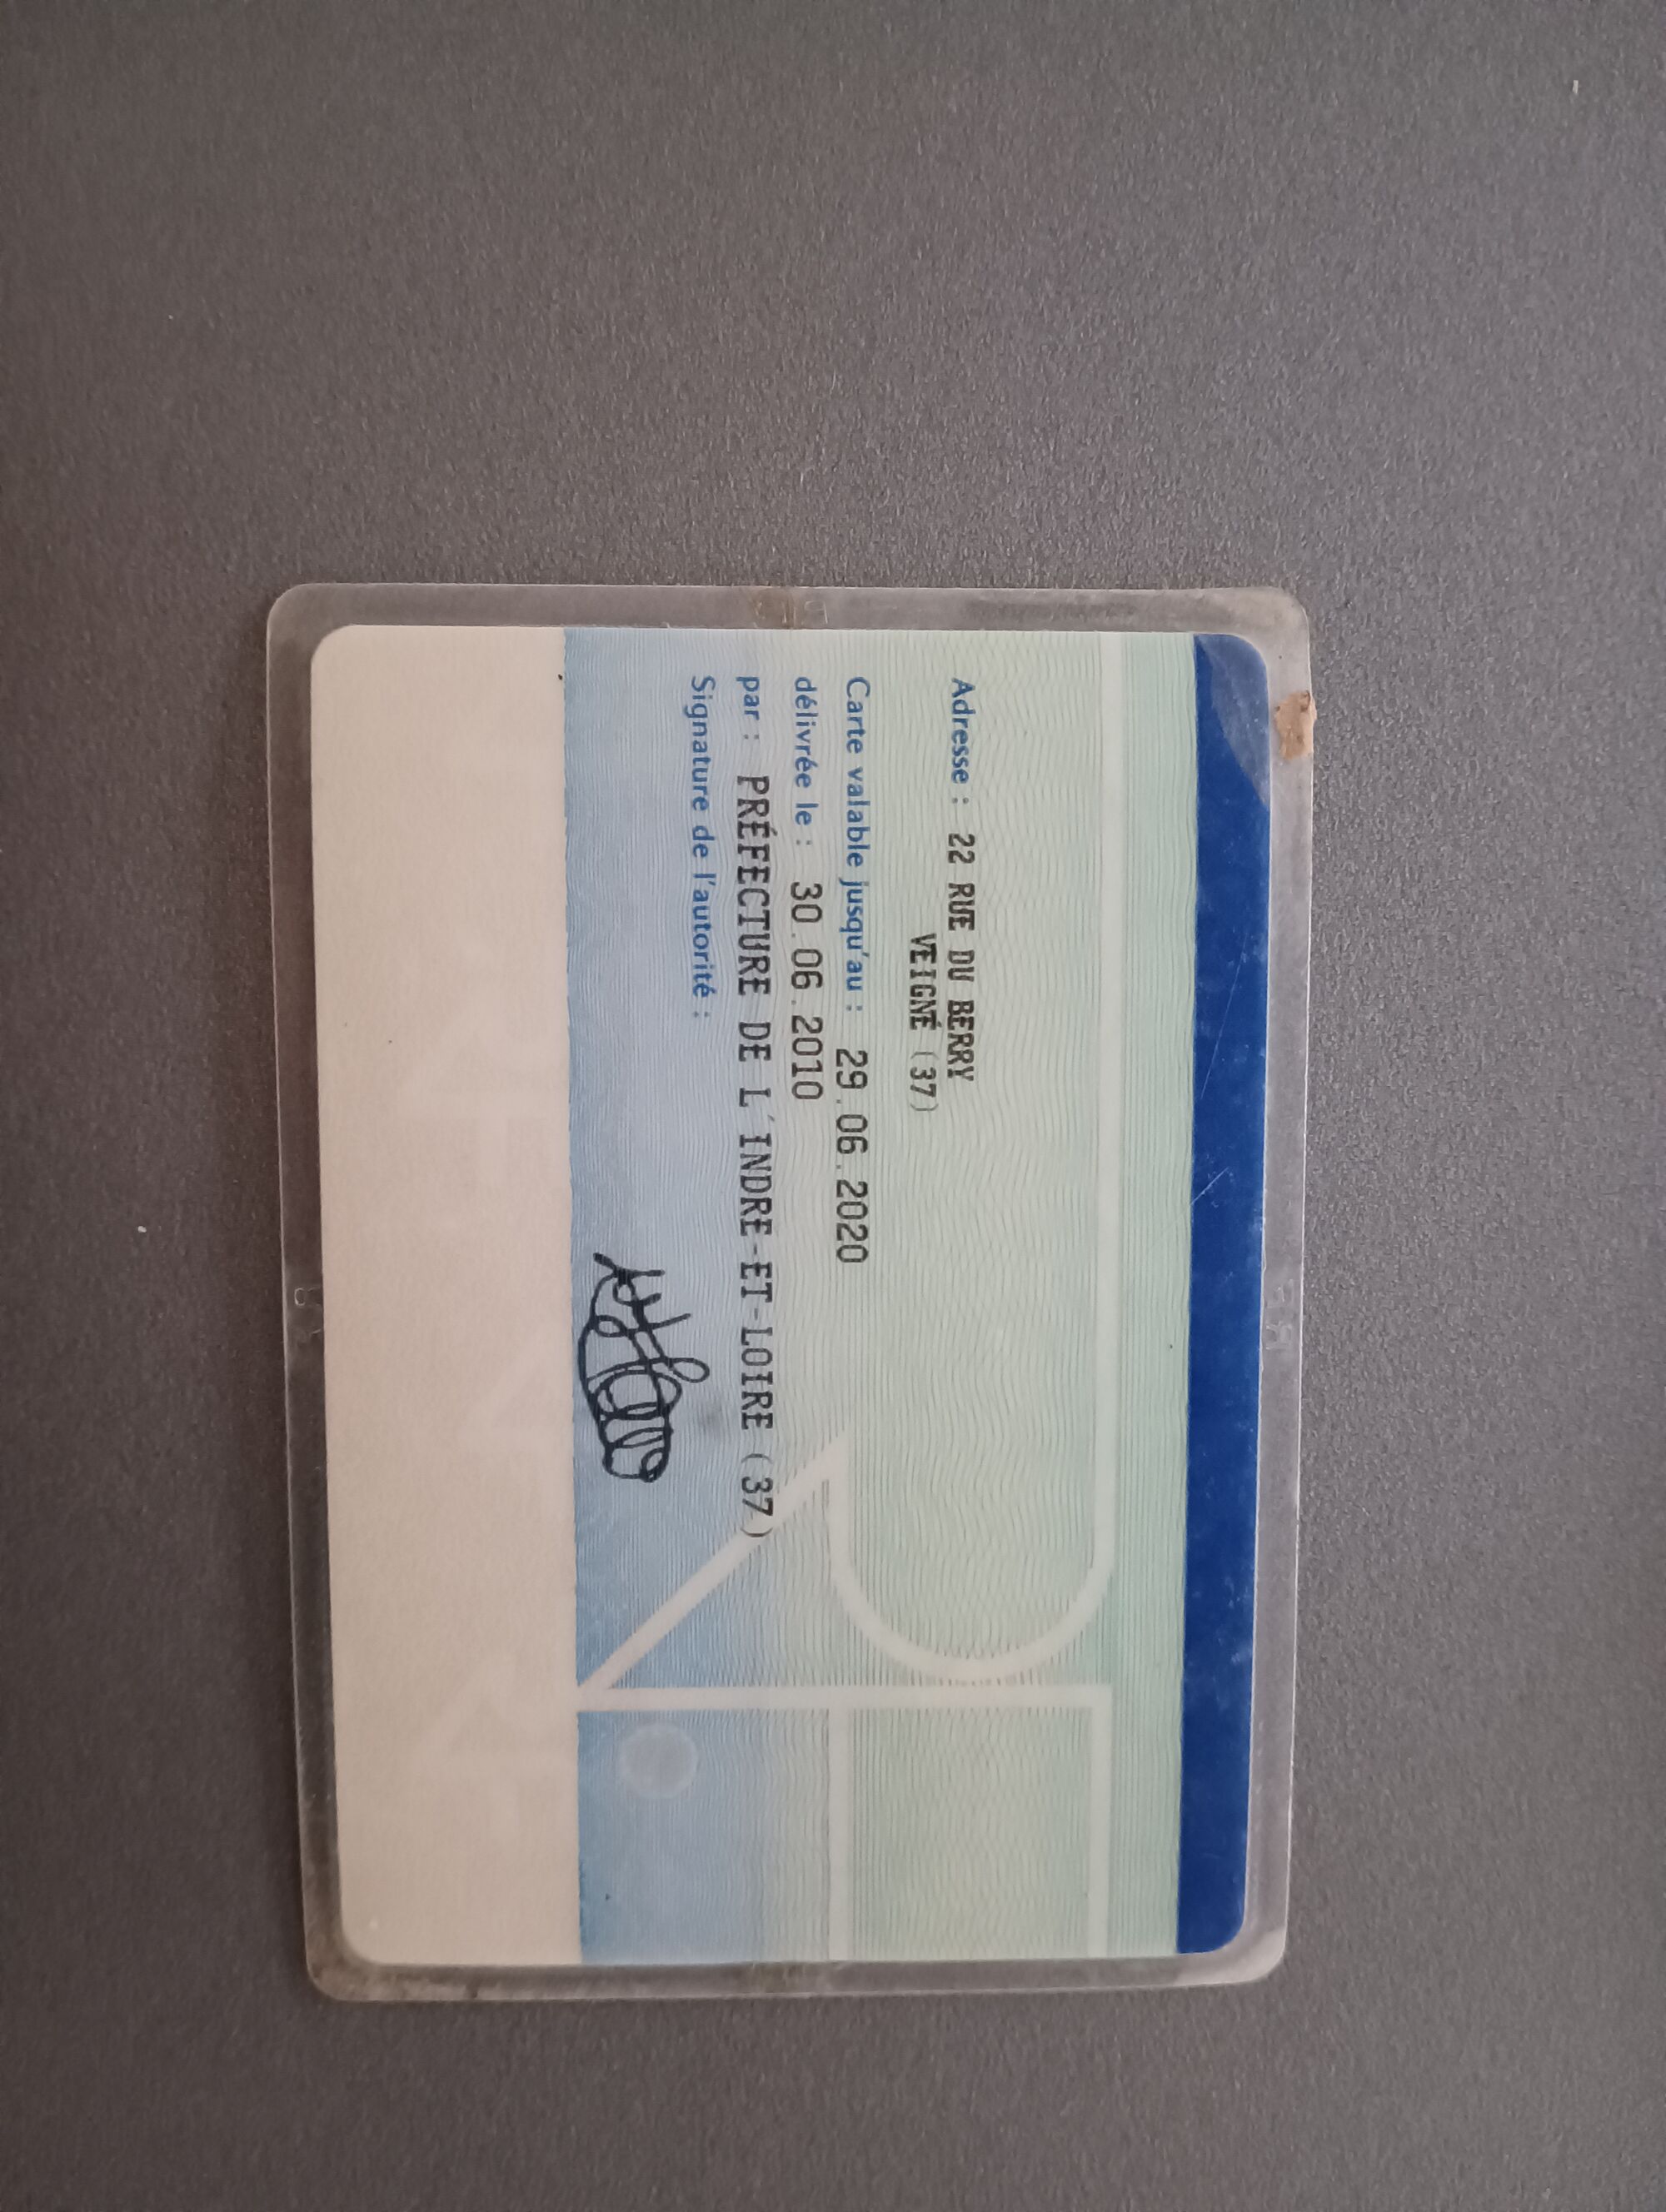 Adresse : 22 RUE DU BERRY
VEIGNÉ (37)
Carte valable jusqu'au : 29.06.2020
délivrée le : 30.06.2010
par : PRÉFECTURE DE L'INDRE-ET-LOIRE (37)
Signature de l'autorité :